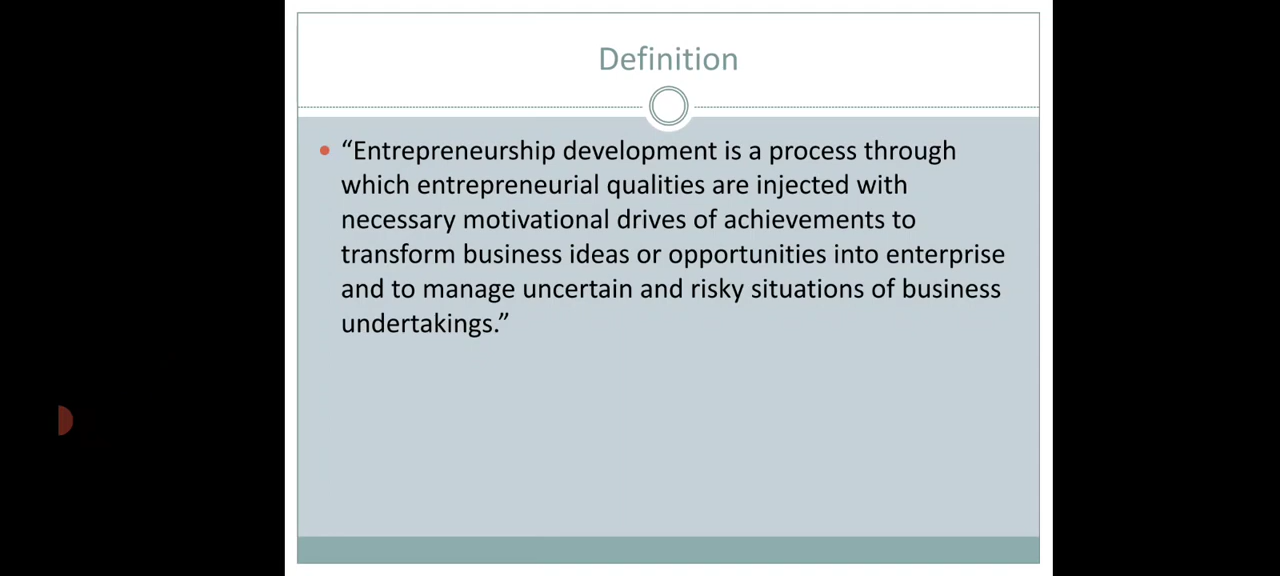 Definition
“Entrepreneurship development is a process through
which entrepreneurial qualities are injected with
necessary motivational drives of achievements to
transform business ideas or opportunities into enterprise
and to manage uncertain and risky situations of business
undertakings.”